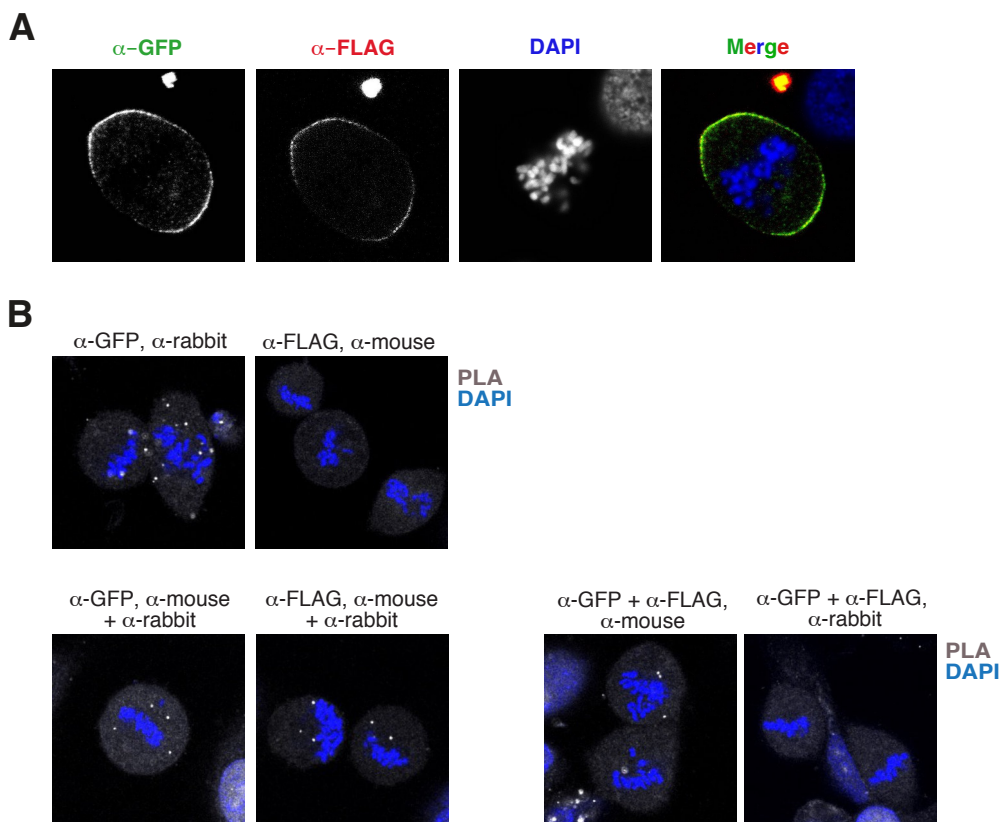 A
α–GFP
α–FLAG
DAPI
Merge
B
α-GFP, α-rabbit
α-FLAG, α-mouse
PLA
DAPI
α-GFP, α-mouse
+ α-rabbit
α-FLAG, α-mouse
+ α-rabbit
α-GFP + α-FLAG,
α-mouse
α-GFP + α-FLAG,
α-rabbit
PLA
DAPI